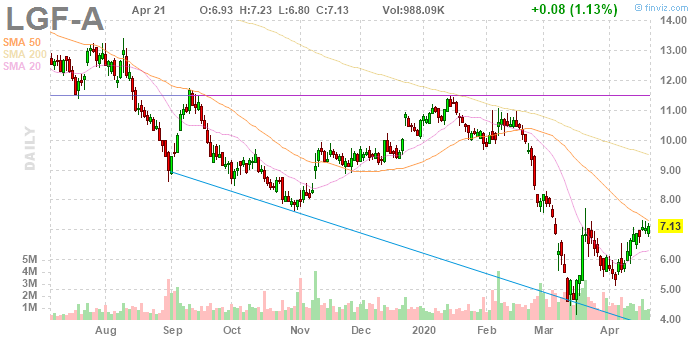 LGF-A
Apr 21 O:6.93 H:7.23 L:6.80 C:7.13 Vol:988.09K +0.08 (1.13%)
© finviz.com
SMA 50
SMA 200
SMA 20
DAILY
14.00
13.00
12.00
11.00
10.00
9.00
8.00
7.13
6.00
5.00
4.00
5M
4M
3M
2M
1M
Aug Sep Oct Nov Dec 2020 Feb Mar Apr